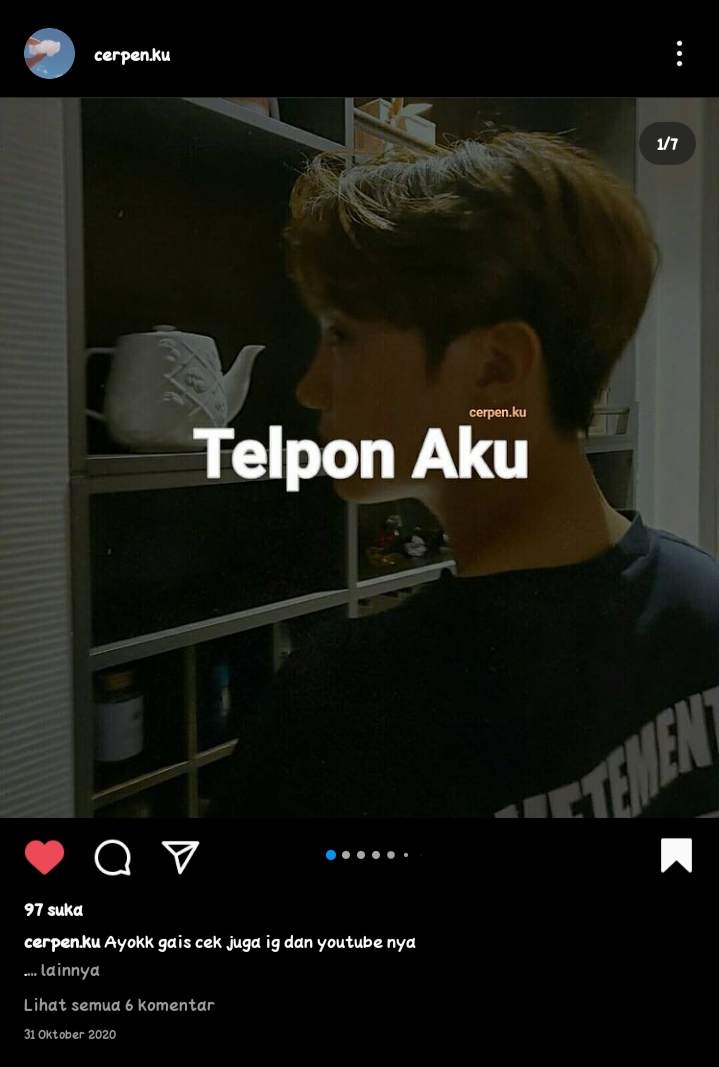 cerpen.ku
1/7
cerpen.ku
Telpon Aku
97 suka
cerpen.ku Ayokk gais cek juga ig dan youtube nya
.... lainnya
Lihat semua 6 komentar
31 Oktober 2020